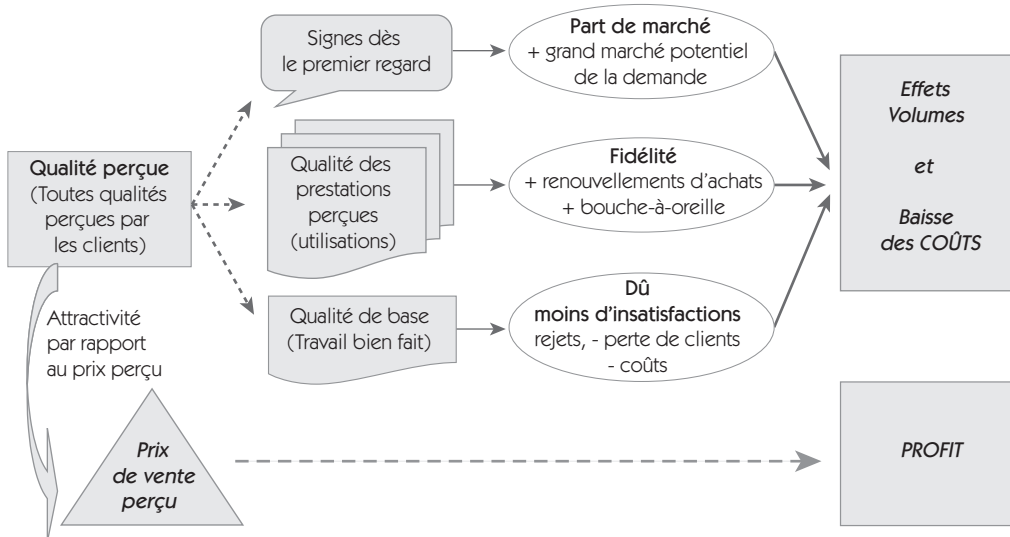 Signes dès
le premier regard
Part de marché
+ grand marché potentiel
de la demande
Qualité perçue
(Toutes qualités
perçues par
les clients)
Qualité des
prestations
perçues
(utilisations)
Fidélité
+ renouvellements d'achats
+ bouche-à-oreille
Effets
Volumes
et
Baisse
des COÛTS
Qualité de base
(Travail bien fait)
Dû
moins d'insatisfactions
rejets, - perte de clients
- coûts
Attractivité
par rapport
au prix perçu
Prix
de vente
perçu
PROFIT